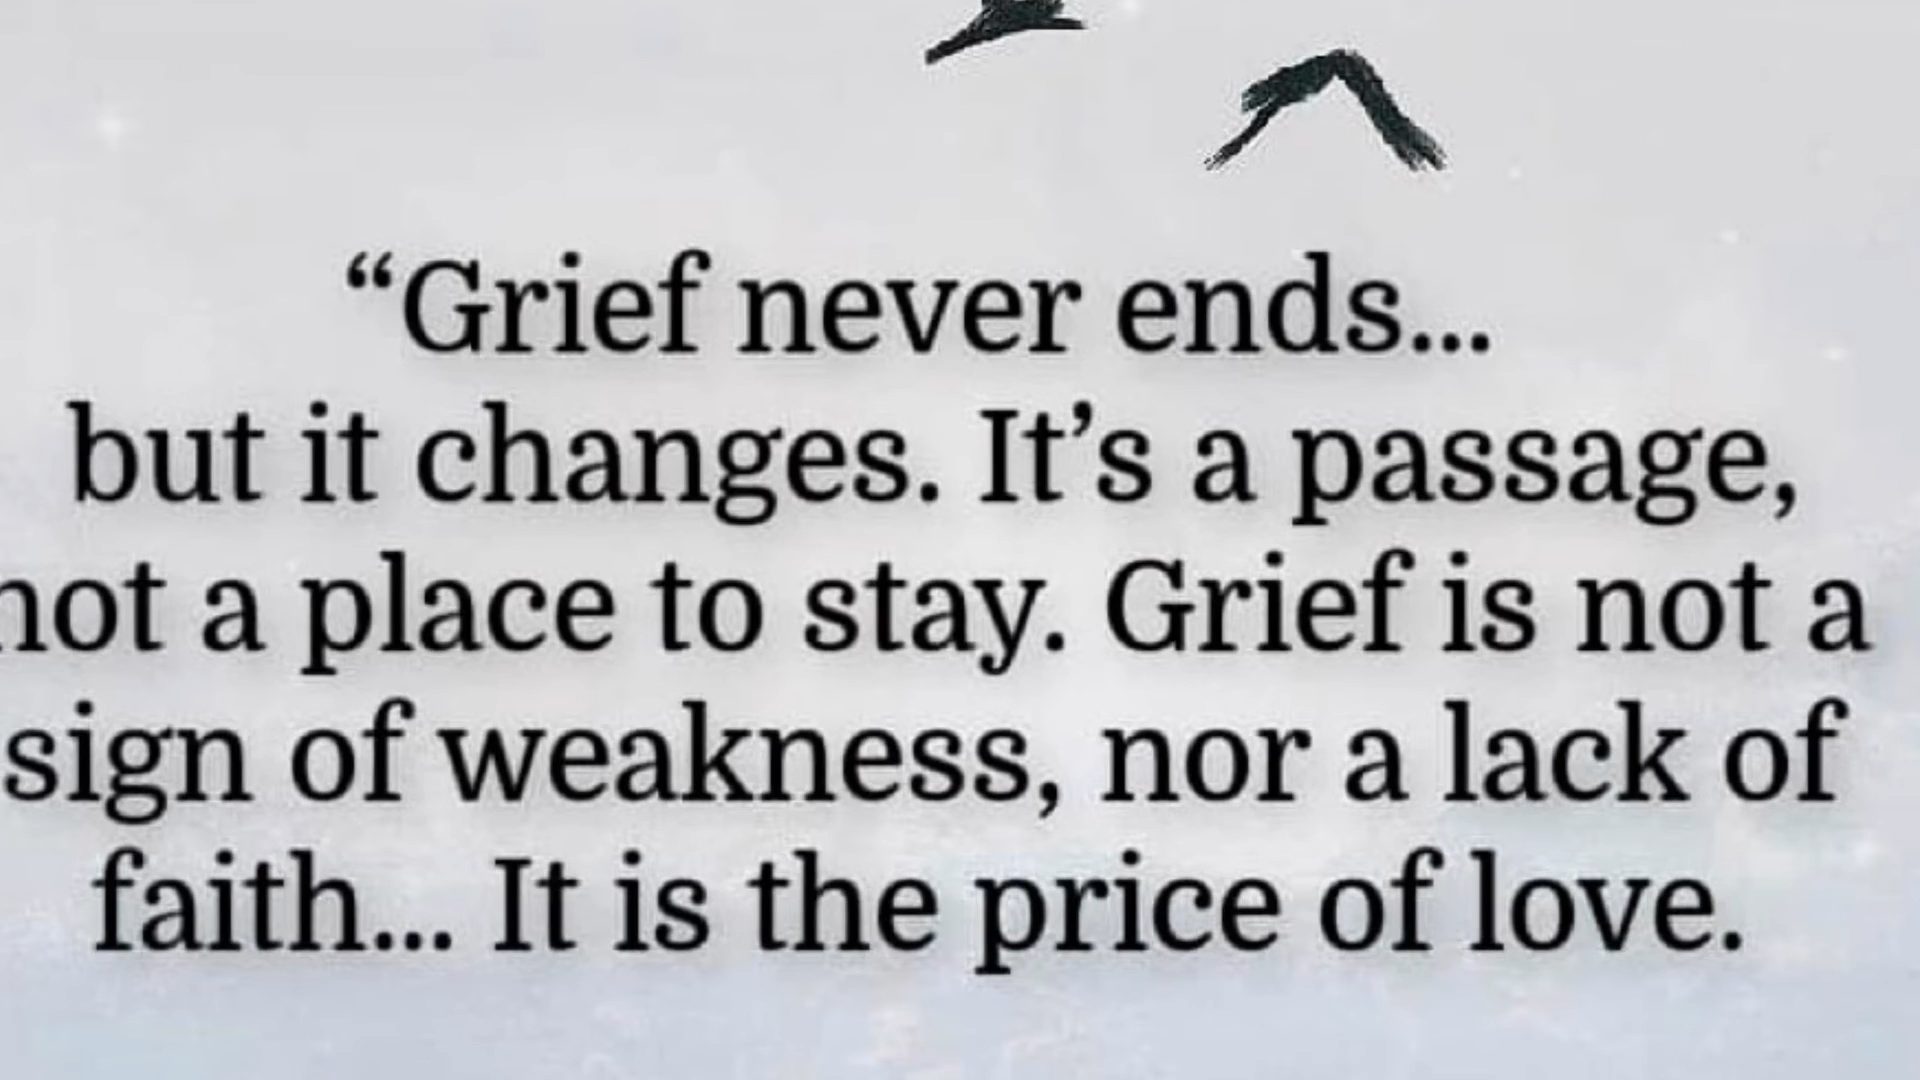 “Grief never ends...
but it changes. It’s a passage,
not a place to stay. Grief is not a
sign of weakness, nor a lack of
faith... It is the price of love.